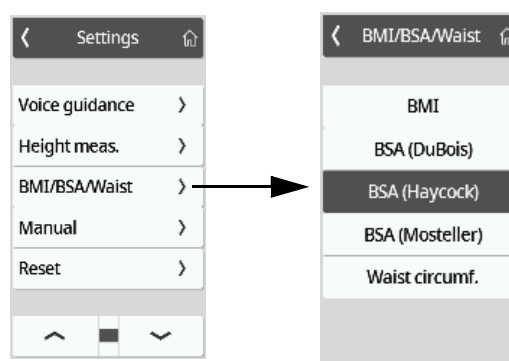 Settings
Voice guidance
Height meas.
BMI/BSA/Waist
Manual
Reset
BMI/BSA/Waist
BMI
BSA (DuBois)
BSA (Haycock)
BSA (Mosteller)
Waist circumf.